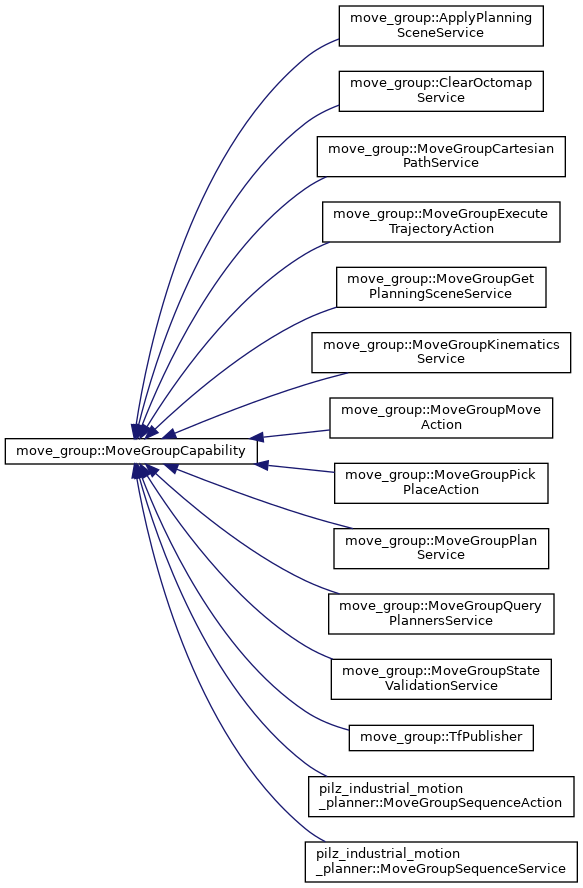 move_group::ApplyPlanning
SceneService
move_group::ClearOctomap
Service
move_group::MoveGroupCartesian
PathService
move_group::MoveGroupExecute
TrajectoryAction
move_group::MoveGroupGet
PlanningSceneService
move_group::MoveGroupKinematics
Service
move_group::MoveGroupMove
Action
move_group::MoveGroupCapability
move_group::MoveGroupPick
PlaceAction
move_group::MoveGroupPlan
Service
move_group::MoveGroupQuery
PlannersService
move_group::MoveGroupState
ValidationService
move_group::TfPublisher
pilz_industrial_motion
_planner::MoveGroupSequenceAction
pilz_industrial_motion
_planner::MoveGroupSequenceService